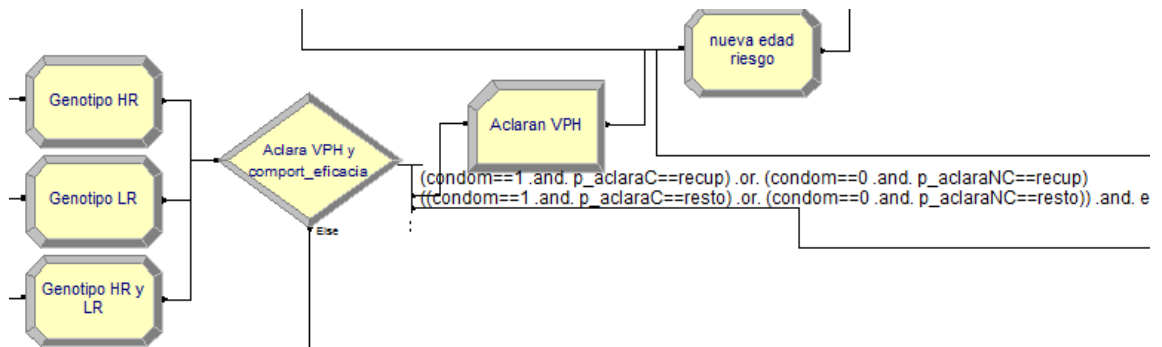 nueva edad
riesgo
Genotipo HR
Aclaran VPH
Aclara VPH y
comport_eficacia
(condom==1 .and. p_aclaraC==recup) .or. (condom==0 .and. p_aclaraNC==recup)
Genotipo LR
((condom==1 .and. p_aclaraC==resto) .or. (condom==0 .and. p_aclaraNC==resto)) .and. e
Else
Genotipo HR y
LR